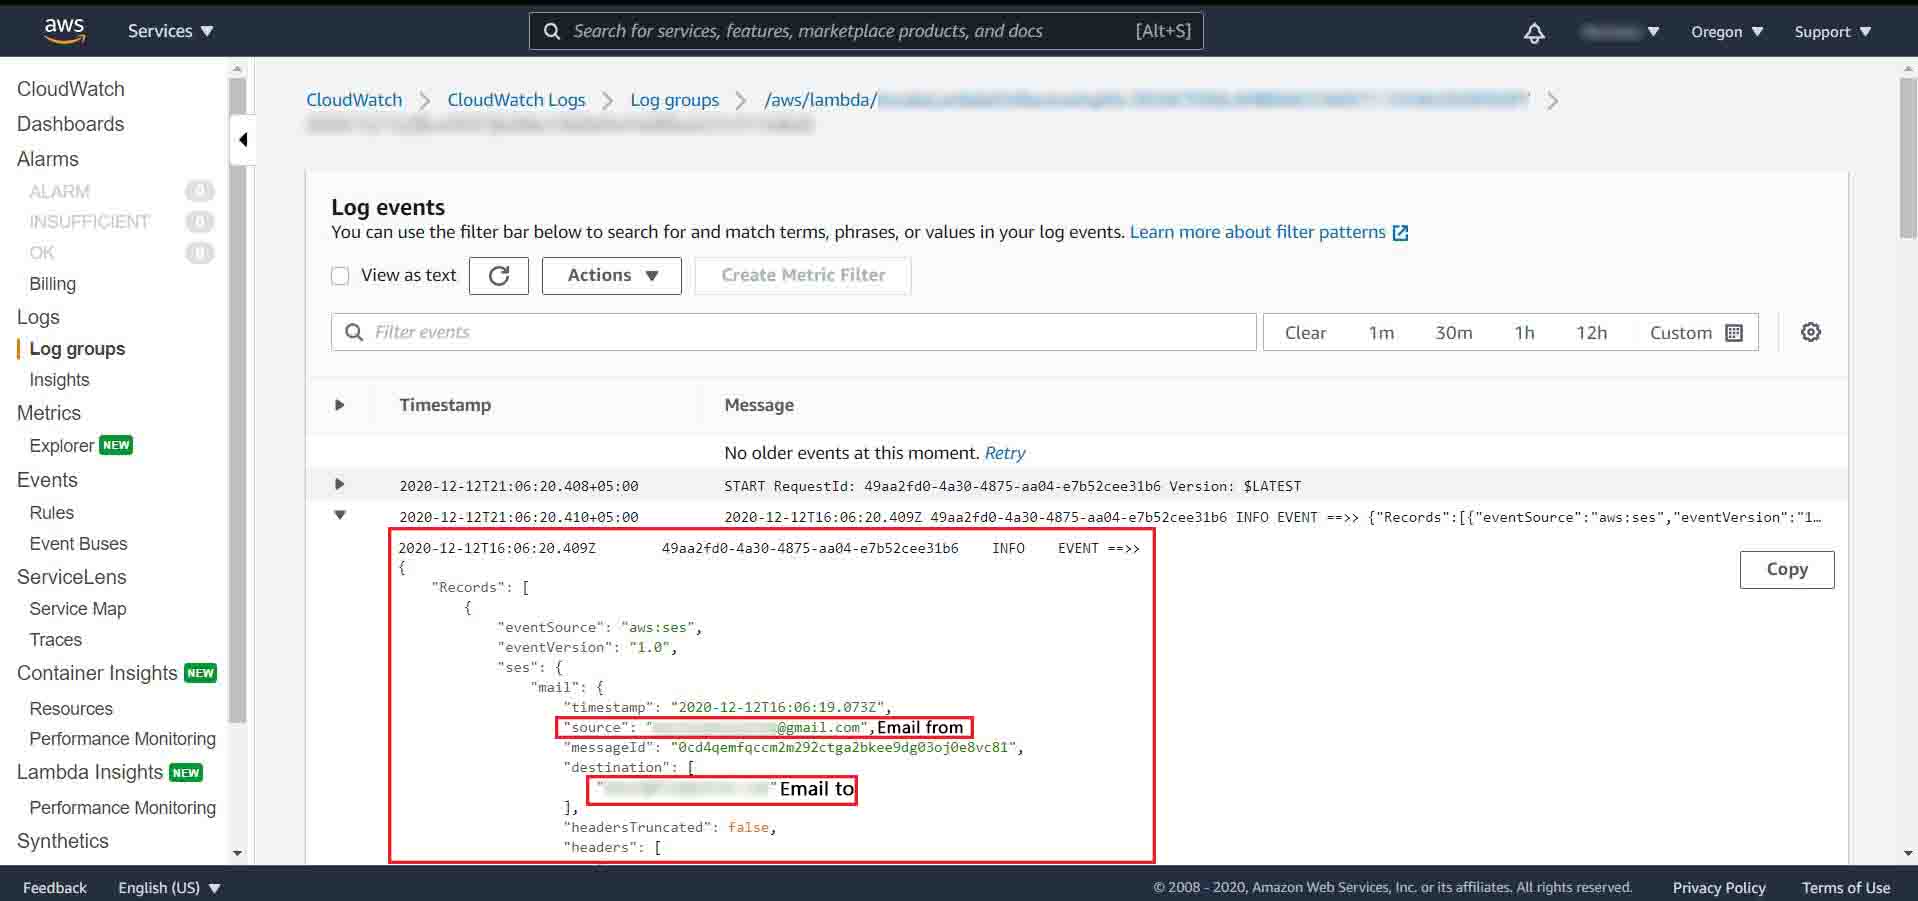 aws
Services
Search for services, features, marketplace products, and docs [Alt+S]
Oregon
Support
CloudWatch
Dashboards
Alarms
ALARM 0
INSUFFICIENT 0
OK 0
Billing
Logs
Log groups
Insights
Metrics
Explorer NEW
Events
Rules
Event Buses
ServiceLens
Service Map
Traces
Container Insights NEW
Resources
Performance Monitoring
Lambda Insights NEW
Performance Monitoring
Synthetics
CloudWatch > CloudWatch Logs > Log groups > /aws/lambda/
Log events
You can use the filter bar below to search for and match terms, phrases, or values in your log events. Learn more about filter patterns
View as text
Actions
Create Metric Filter
Filter events
Clear 1m 30m 1h 12h Custom
Timestamp Message
No older events at this moment. Retry
2020-12-12T21:06:20.408+05:00 START RequestId: 49aa2fd0-4a30-4875-aa04-e7b52cee31b6 Version: $LATEST
2020-12-12T21:06:20.410+05:00 2020-12-12T16:06:20.409Z 49aa2fd0-4a30-4875-aa04-e7b52cee31b6 INFO EVENT ==>> {"Records":[{"eventSource":"aws:ses","eventVersion":"1…
2020-12-12T16:06:20.409Z 49aa2fd0-4a30-4875-aa04-e7b52cee31b6 INFO EVENT ==>>
{
"Records": [
{
"eventSource": "aws:ses",
"eventVersion": "1.0",
"ses": {
"mail": {
"timestamp": "2020-12-12T16:06:19.073Z",
"source": "@gmail.com", Email from
"messageId": "0cd4qemfqccm2m292ctga2bkee9dg03oj0e8vc81",
"destination": [
"" Email to
],
"headersTruncated": false,
"headers": [
Copy
Feedback
English (US)
© 2008 - 2020, Amazon Web Services, Inc. or its affiliates. All rights reserved.
Privacy Policy
Terms of Use